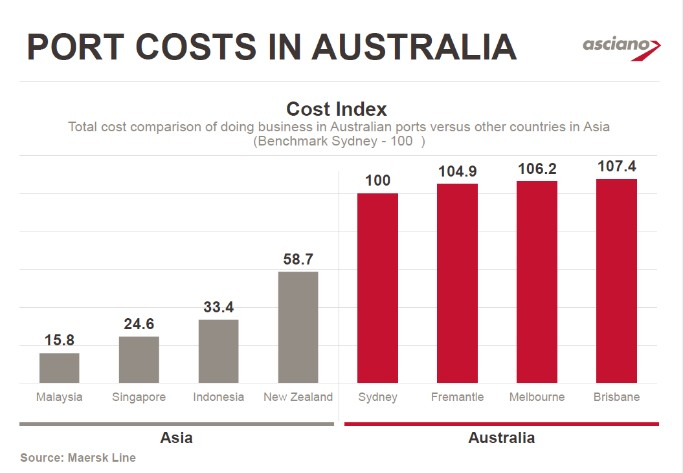 PORT COSTS IN AUSTRALIA
asciano
Cost Index
Total cost comparison of doing business in Australian ports versus other countries in Asia
(Benchmark Sydney - 100  )
15.8
24.6
33.4
58.7
100
104.9
106.2
107.4
Malaysia
Singapore
Indonesia
New Zealand
Sydney
Fremantle
Melbourne
Brisbane
Asia
Australia
Source: Maersk Line